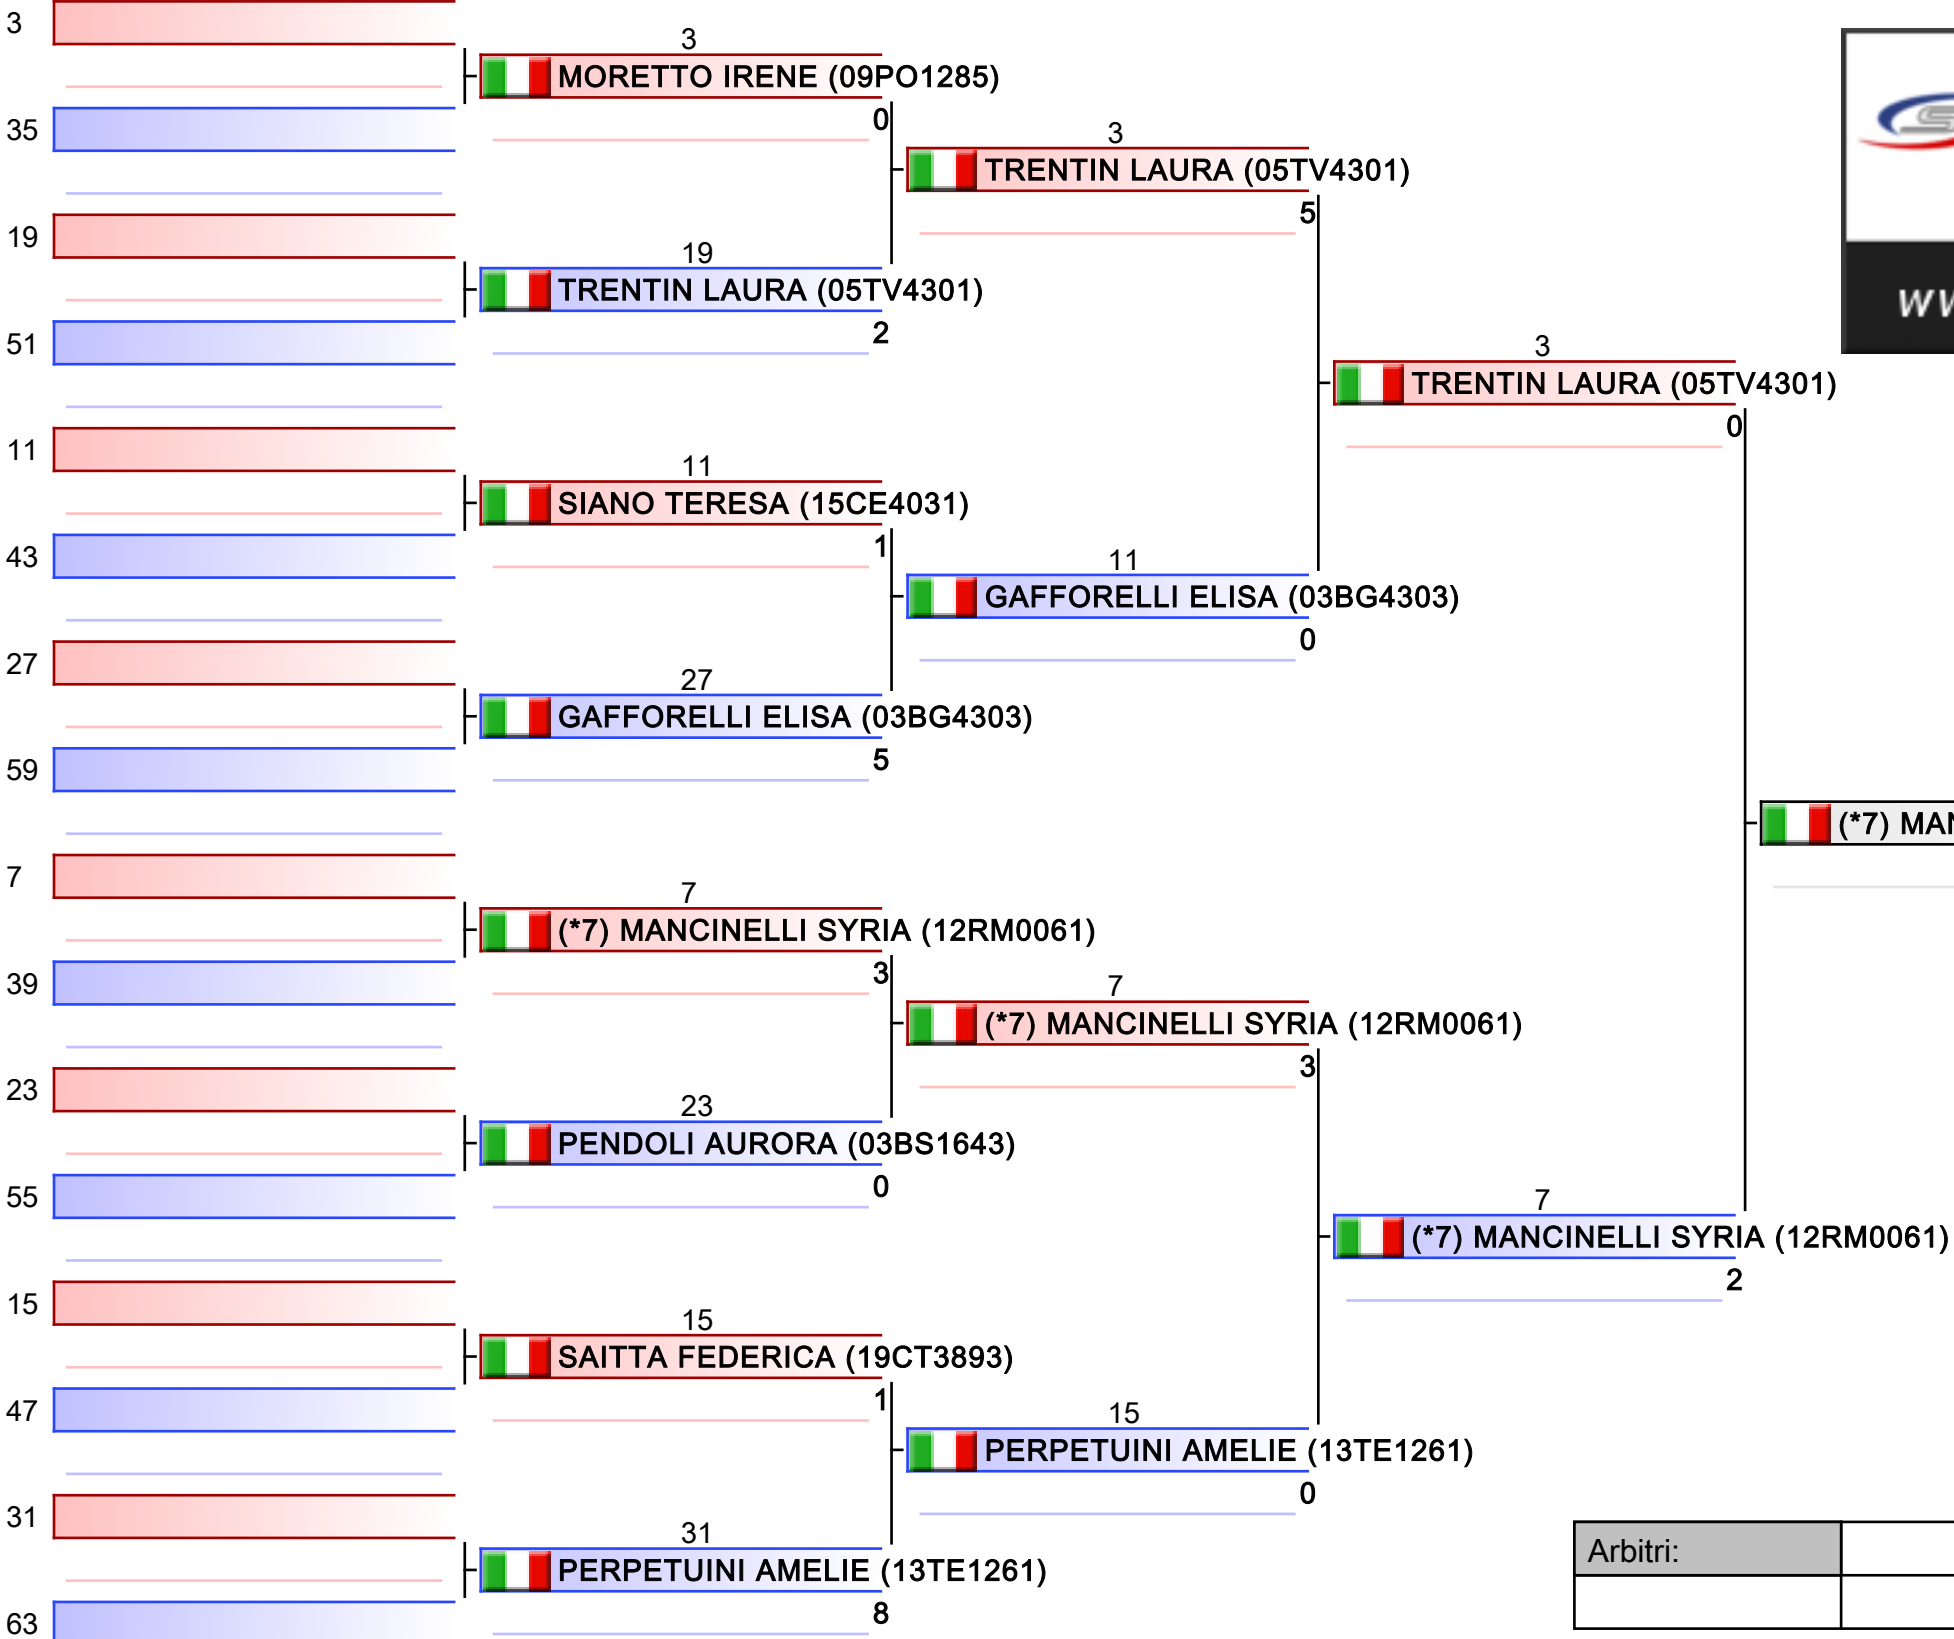 3
35
19
51
11
43
27
59
7
39
23
55
15
47
31
63
3
MORETTO IRENE (09PO1285)
0
19
TRENTIN LAURA (05TV4301)
2
11
SIANO TERESA (15CE4031)
1
27
GAFFORELLI ELISA (03BG4303)
5
7
(*7) MANCINELLI SYRIA (12RM0061)
3
23
PENDOLI AURORA (03BS1643)
0
15
SAITTA FEDERICA (19CT3893)
1
31
PERPETUINI AMELIE (13TE1261)
8
3
TRENTIN LAURA (05TV4301)
5
11
GAFFORELLI ELISA (03BG4303)
0
7
(*7) MANCINELLI SYRIA (12RM0061)
3
15
PERPETUINI AMELIE (13TE1261)
0
3
TRENTIN LAURA (05TV4301)
0
7
(*7) MANCINELLI SYRIA (12RM0061)
2
(*7) MAN
Arbitri: